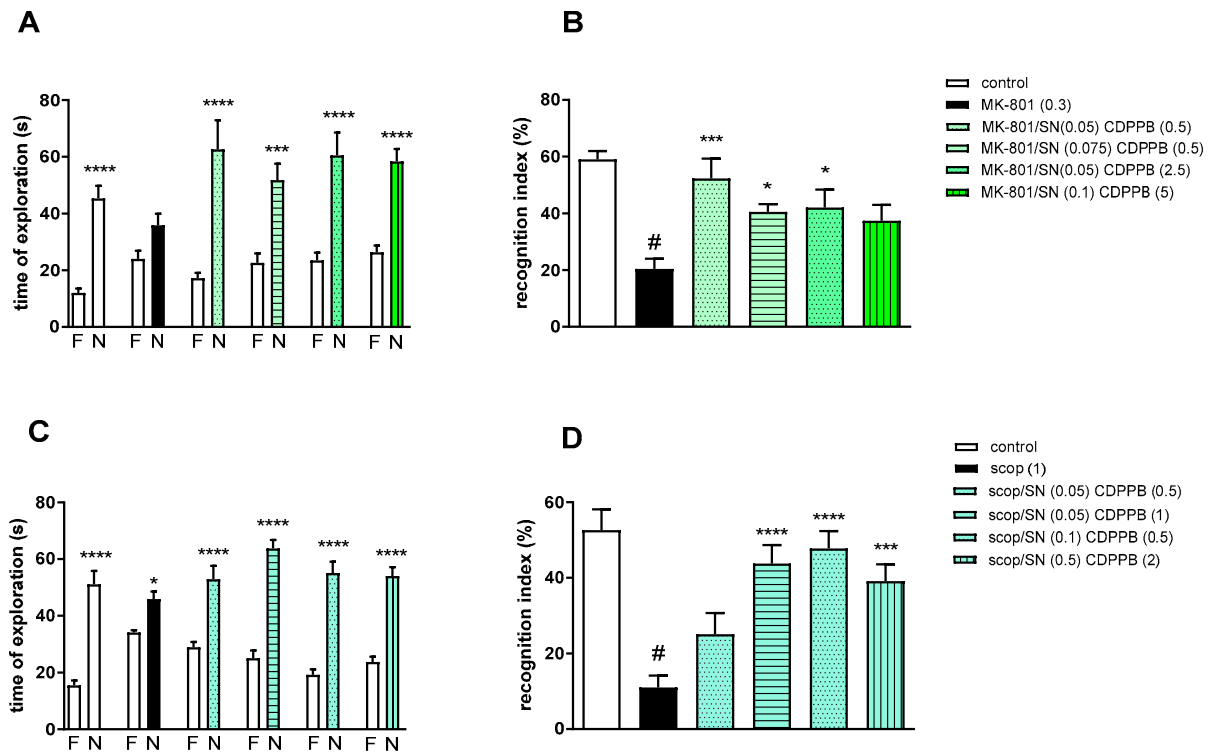 A
B
time of exploration (s)
80
60
40
20
0
****
****
***
****
****
F N F N F N F N F N F N
recognition index (%)
80
60
40
20
0
#
***
*
*
control
MK-801 (0.3)
MK-801/SN(0.05) CDPPB (0.5)
MK-801/SN (0.075) CDPPB (0.5)
MK-801/SN(0.05) CDPPB (2.5)
MK-801/SN (0.1) CDPPB (5)
C
D
time of exploration (s)
80
60
40
20
0
****
*
****
****
****
****
F N F N F N F N F N F N
recognition index (%)
60
40
20
0
#
****
****
***
control
scop (1)
scop/SN (0.05) CDPPB (0.5)
scop/SN (0.05) CDPPB (1)
scop/SN (0.1) CDPPB (0.5)
scop/SN (0.5) CDPPB (2)